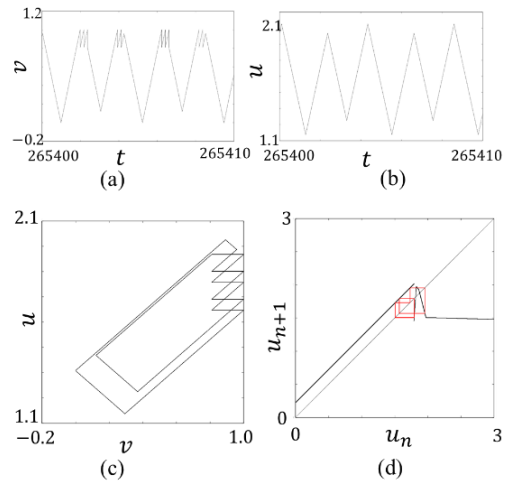 1.2
v
−0.2
265400
t
265410
(a)
2.1
u
1.1
265400
t
265410
(b)
2.1
u
1.1
−0.2
v
1.0
(c)
3
u_{n+1}
0
0
u_n
3
(d)